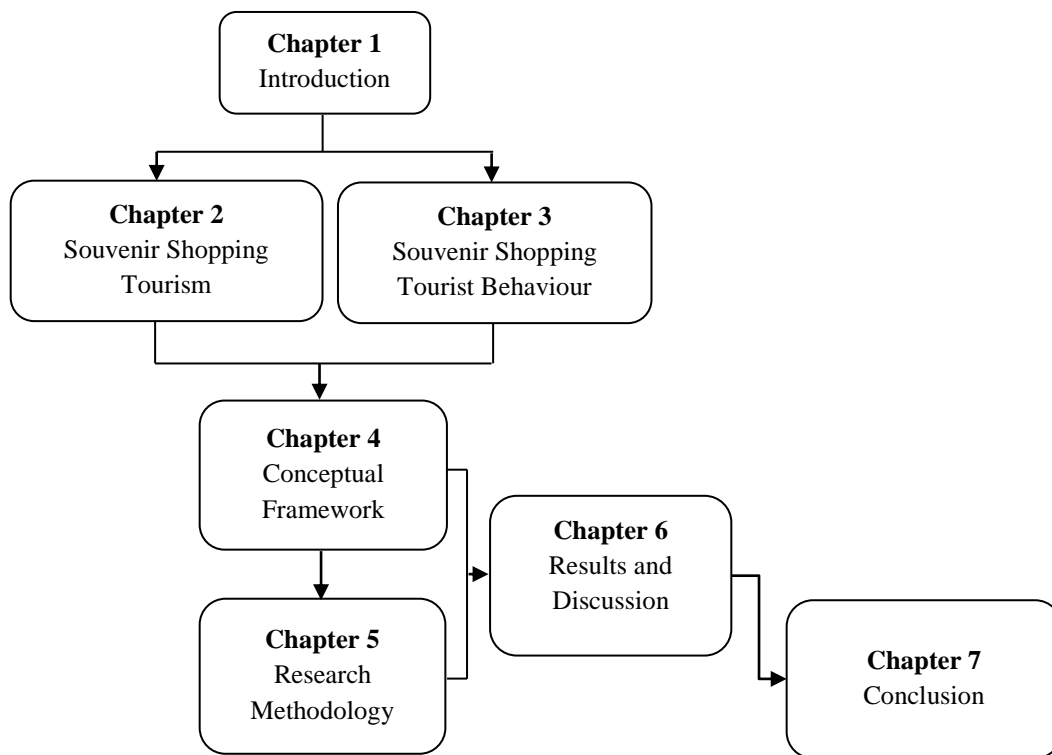 Chapter 1
Introduction
Chapter 2
Souvenir Shopping
Tourism
Chapter 3
Souvenir Shopping
Tourist Behaviour
Chapter 4
Conceptual
Framework
Chapter 5
Research
Methodology
Chapter 6
Results and
Discussion
Chapter 7
Conclusion